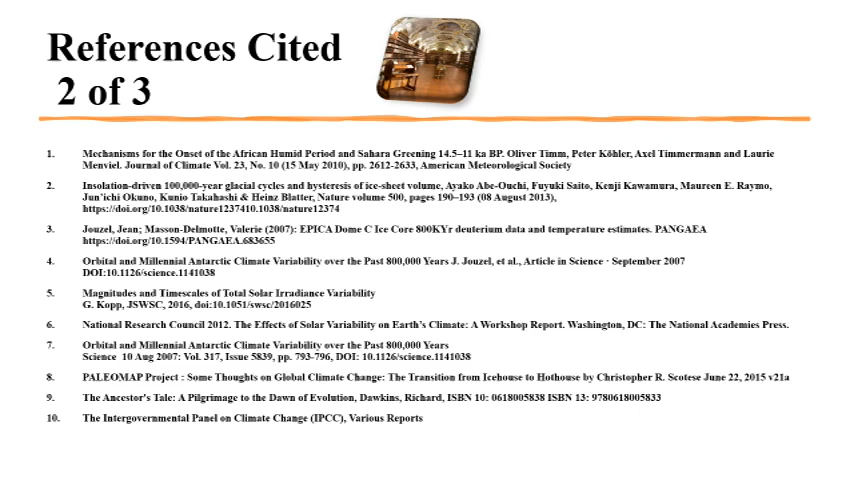 References Cited
2 of 3
1. Mechanisms for the Onset of the African Humid Period and Sahara Greening 14.5–11 ka BP. Oliver Timm, Peter Köhler, Axel Timmermann and Laurie
Menviel. Journal of Climate Vol. 23, No. 10 (15 May 2010), pp. 2612-2633, American Meteorological Society
2. Insolation-driven 100,000-year glacial cycles and hysteresis of ice-sheet volume, Ayako Abe-Ouchi, Fuyuki Saito, Kenji Kawamura, Maureen E. Raymo,
Jun’ichi Okuno, Kunio Takahashi & Heinz Blatter, Nature volume 500, pages 190–193 (08 August 2013),
https://doi.org/10.1038/nature1237410.1038/nature12374
3. Jouzel, Jean; Masson-Delmotte, Valerie (2007): EPICA Dome C Ice Core 800KYr deuterium data and temperature estimates. PANGAEA
https://doi.org/10.1594/PANGAEA.683655
4. Orbital and Millennial Antarctic Climate Variability over the Past 800,000 Years J. Jouzel, et al., Article in Science · September 2007
DOI:10.1126/science.1141038
5. Magnitudes and Timescales of Total Solar Irradiance Variability
G. Kopp, JSWSC, 2016, doi:10.1051/swsc/2016025
6. National Research Council 2012. The Effects of Solar Variability on Earth’s Climate: A Workshop Report. Washington, DC: The National Academies Press.
7. Orbital and Millennial Antarctic Climate Variability over the Past 800,000 Years
Science 10 Aug 2007: Vol. 317, Issue 5839, pp. 793-796, DOI: 10.1126/science.1141038
8. PALEOMAP Project : Some Thoughts on Global Climate Change: The Transition from Icehouse to Hothouse by Christopher R. Scotese June 22, 2015 v21a
9. The Ancestor's Tale: A Pilgrimage to the Dawn of Evolution, Dawkins, Richard, ISBN 10: 0618005838 ISBN 13: 9780618005833
10. The Intergovernmental Panel on Climate Change (IPCC), Various Reports